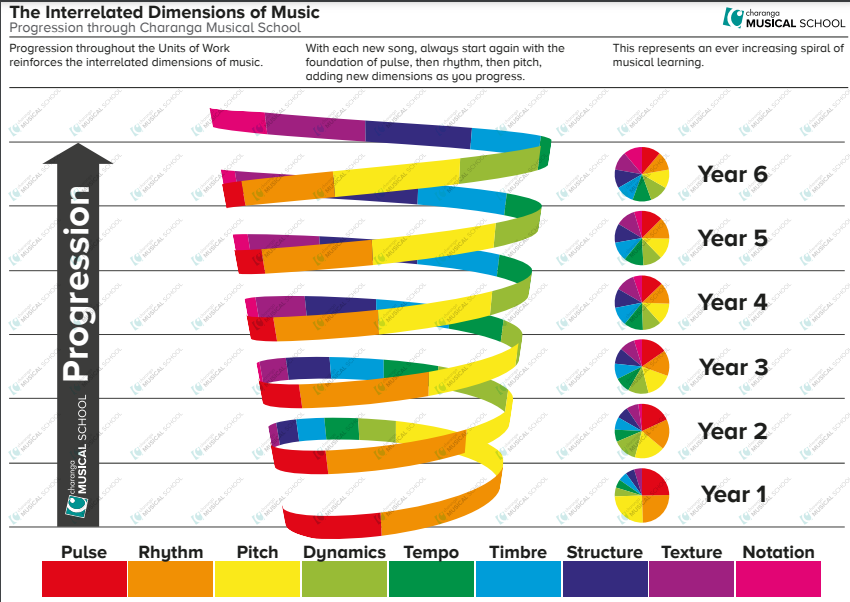 The Interrelated Dimensions of Music
Progression through Charanga Musical School
charanga
MUSICAL SCHOOL
Progression throughout the Units of Work
reinforces the interrelated dimensions of music.
With each new song, always start again with the
foundation of pulse, then rhythm, then pitch,
adding new dimensions as you progress.
This represents an ever increasing spiral of
musical learning.
Progression
charanga
MUSICAL SCHOOL
Year 6
Year 5
Year 4
Year 3
Year 2
Year 1
Pulse Rhythm Pitch Dynamics Tempo Timbre Structure Texture Notation